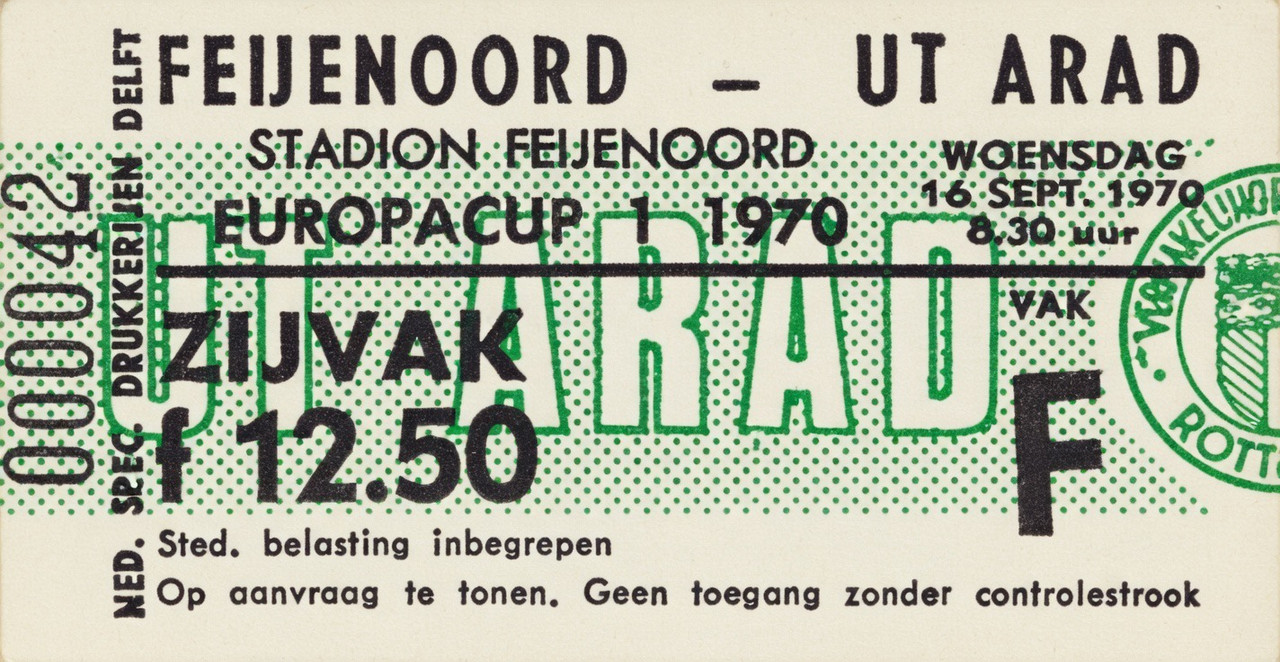 FEIJENOORD – UT ARAD
STADION FEIJENOORD
EUROPACUP 1 1970
WOENSDAG
16 SEPT. 1970
8.30 uur
UT ARAD
ZIJVAK
f 12.50
VAK
F
Sted. belasting inbegrepen
Op aanvraag te tonen. Geen toegang zonder controlestrook
NED. SPEC. DRUKKERIJEN DELFT
000042
ROTT